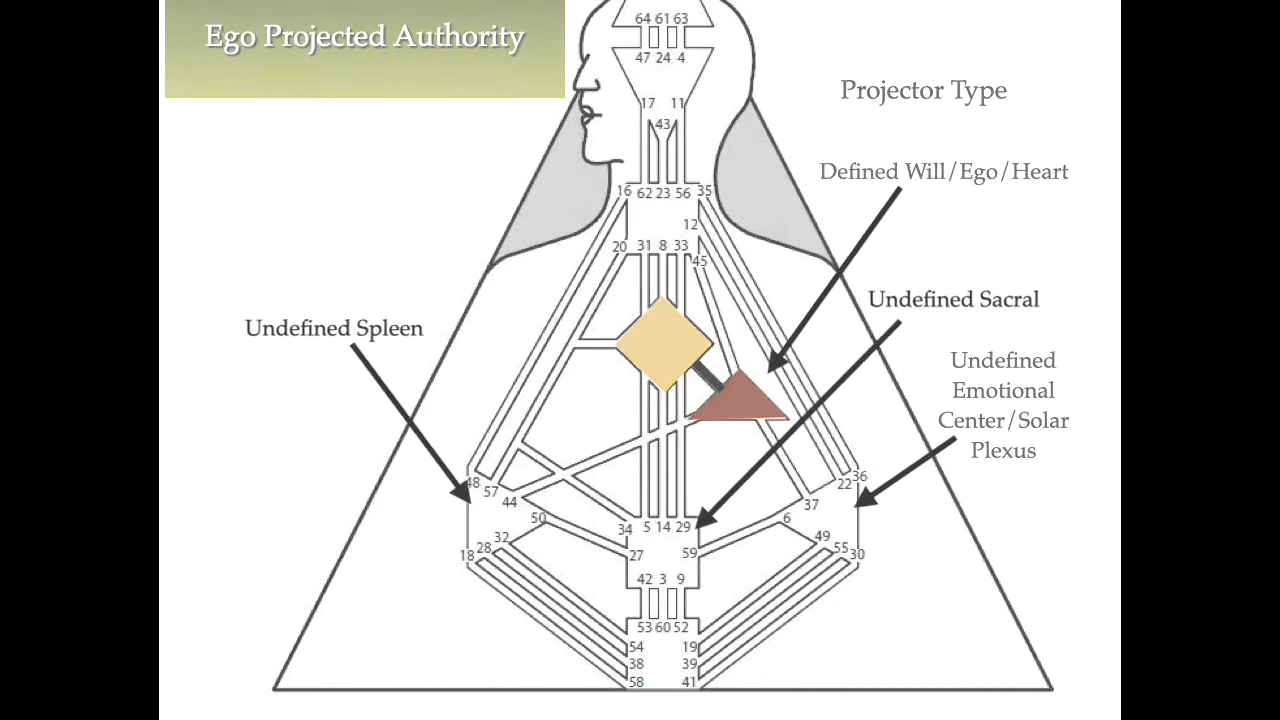 Ego Projected Authority
64 61 63
47 24 4
Projector Type
17 11
43
Defined Will/Ego/Heart
16 62 23 56 35
12
20 31 8 33
45
Undefined Sacral
Undefined Spleen
Undefined
Emotional
Center/Solar
Plexus
48 57 44 50
36 22 37 6
34 5 14 29
27 59
18 28 32
49 55 30
42 3 9
53 60 52
54 19
38 39
58 41